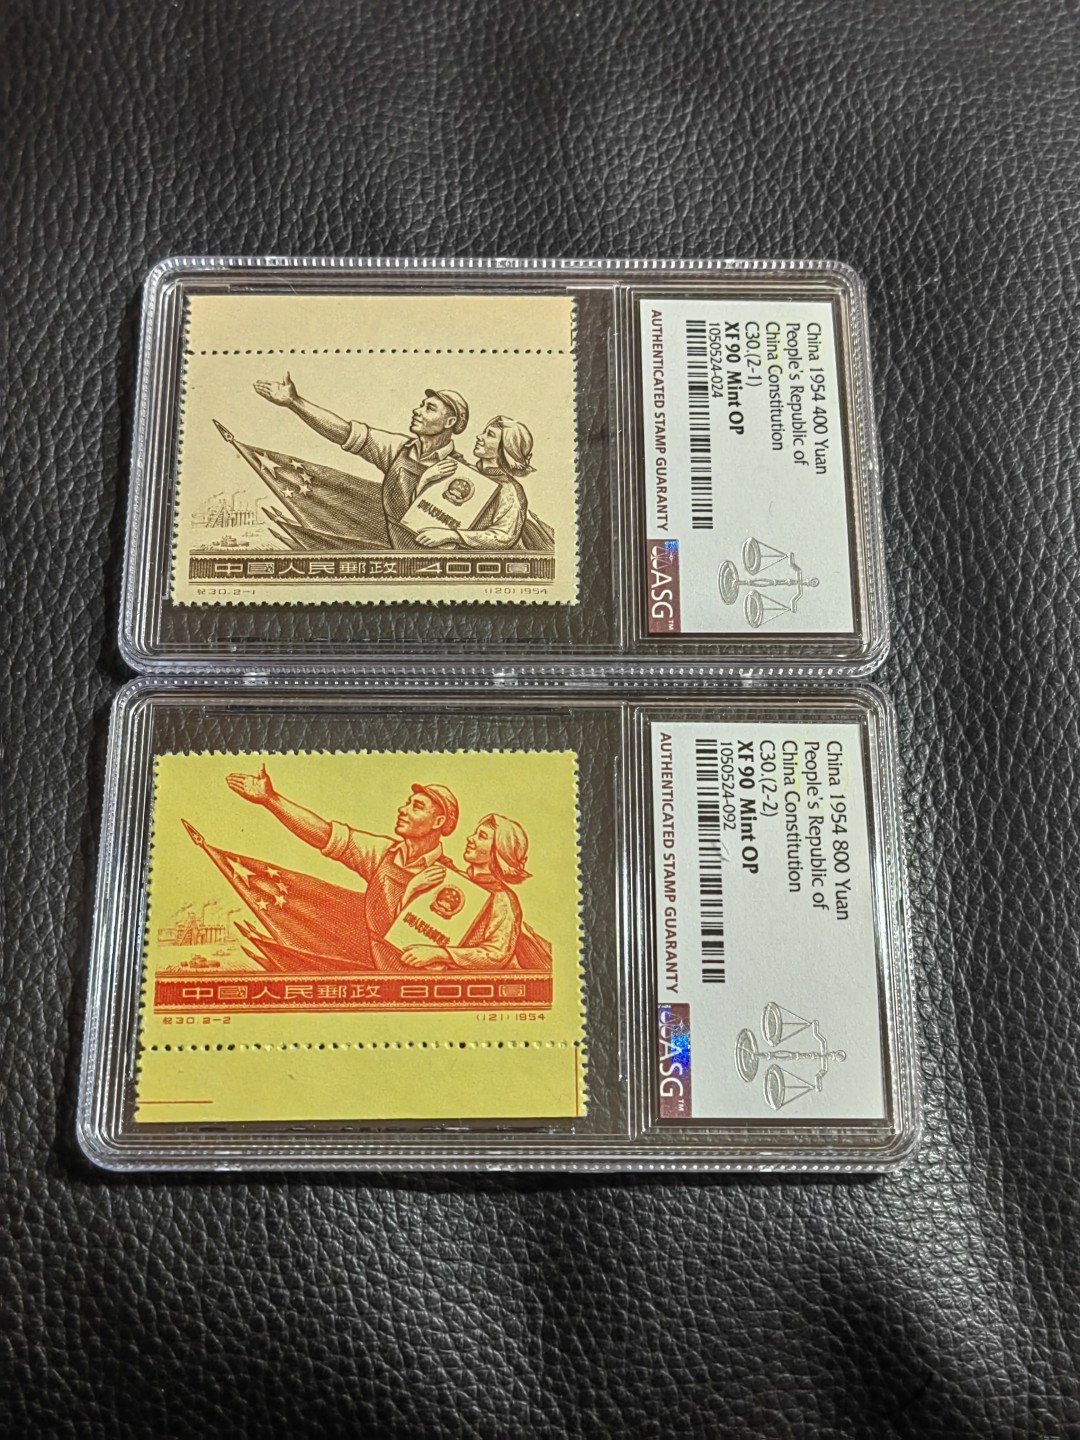 中國人民郵政 400圓
紀30.2-1 (120)1954
China 1954 400 Yuan
People's Republic of
China Constitution
C30.(2-1)
XF 90 Mint OP
1050524-024
AUTHENTICATED STAMP GUARANTY
ASG™
中國人民郵政 800圓
紀30.2-2 (121)1954
China 1954 800 Yuan
People's Republic of
China Constitution
C30.(2-2)
XF 90 Mint OP
1050524-092
AUTHENTICATED STAMP GUARANTY
ASG™